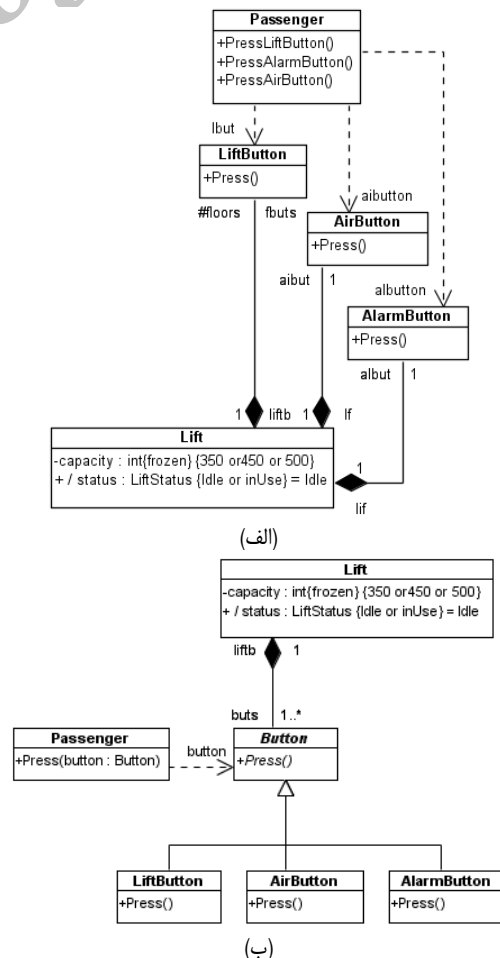 Passenger
+PressLiftButton()
+PressAlarmButton()
+PressAirButton()
lbut
LiftButton
+Press()
#floors fbuts
aibutton
AirButton
+Press()
aibut 1
albutton
AlarmButton
+Press()
albut 1
1 liftb 1 lf
Lift
-capacity : int{frozen} {350 or450 or 500}
+ / status : LiftStatus {Idle or inUse} = Idle
1
lif
(الف)
Lift
-capacity : int{frozen} {350 or450 or 500}
+ / status : LiftStatus {Idle or inUse} = Idle
liftb 1
buts 1..*
Passenger
+Press(button : Button)
button
Button
+Press()
LiftButton
+Press()
AirButton
+Press()
AlarmButton
+Press()
(ب)